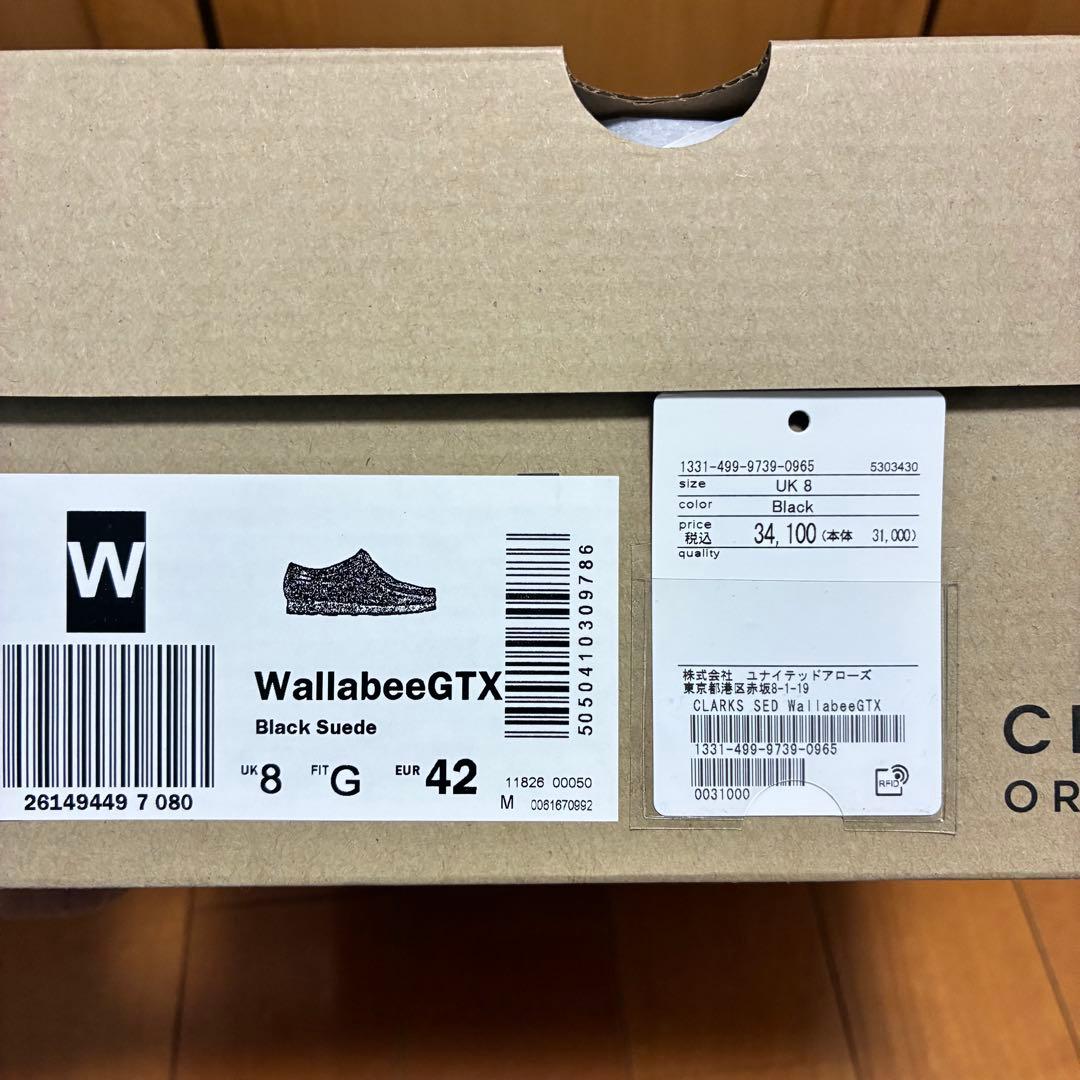 W
26149449 7 080
WallabeeGTX
Black Suede
UK 8 FIT G EUR 42
5050410309786
11826 00050
M 0061670992
1331-499-9739-0965 5303430
size UK 8
color Black
price
税込 34,100 (本体 31,000)
quality
株式会社 ユナイテッドアローズ
東京都港区赤坂8-1-19
CLARKS SED WallabeeGTX
1331-499-9739-0965
0031000
RFID
OR